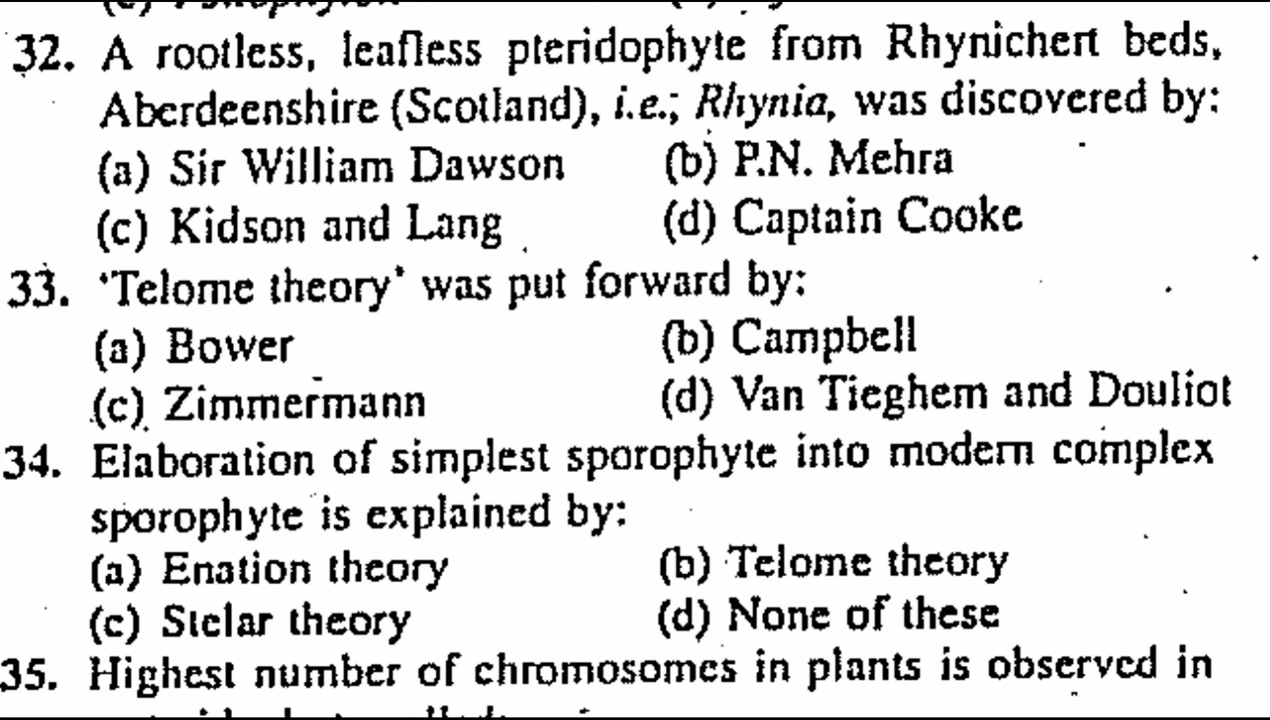 32. A rootless, leafless pteridophyte from Rhynichert beds,
Aberdeenshire (Scotland), i.e.; Rhynia, was discovered by:
(a) Sir William Dawson (b) P.N. Mehra
(c) Kidson and Lang (d) Captain Cooke
33. 'Telome theory' was put forward by:
(a) Bower (b) Campbell
(c) Zimmermann (d) Van Tieghem and Douliot
34. Elaboration of simplest sporophyte into modern complex
sporophyte is explained by:
(a) Enation theory (b) Telome theory
(c) Stelar theory (d) None of these
35. Highest number of chromosomes in plants is observed in